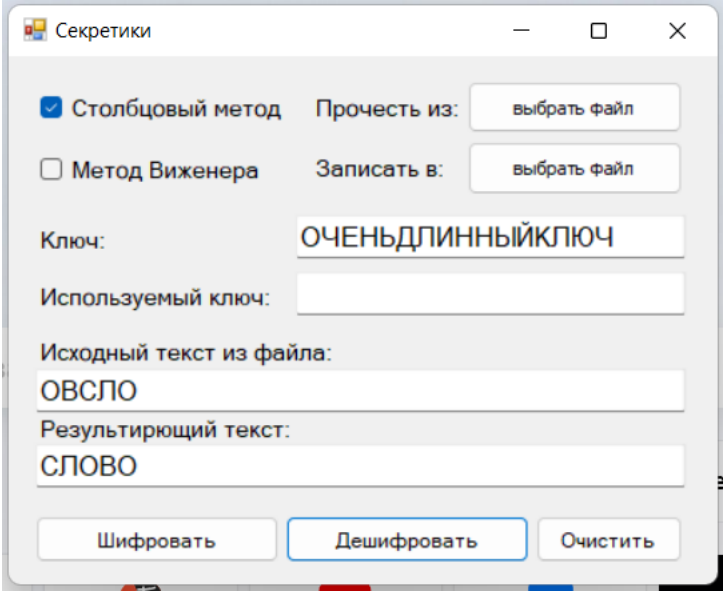 Секретики
Столбцовый метод Прочесть из: выбрать файл
Метод Виженера Записать в: выбрать файл
Ключ: ОЧЕНЬДЛИННЫЙКЛЮЧ
Используемый ключ:
Исходный текст из файла:
ОВСЛО
Результирющий текст:
СЛОВО
Шифровать Дешифровать Очистить